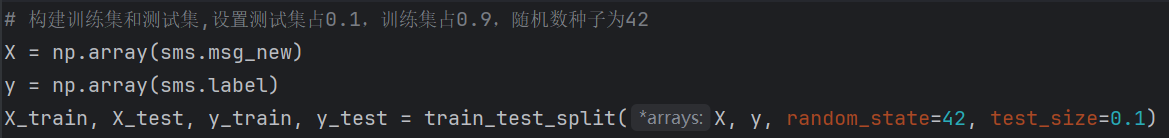 # 构建训练集和测试集,设置测试集占0.1，训练集占0.9，随机数种子为42
X = np.array(sms.msg_new)
y = np.array(sms.label)
X_train, X_test, y_train, y_test = train_test_split( *arrays: X, y, random_state=42, test_size=0.1)